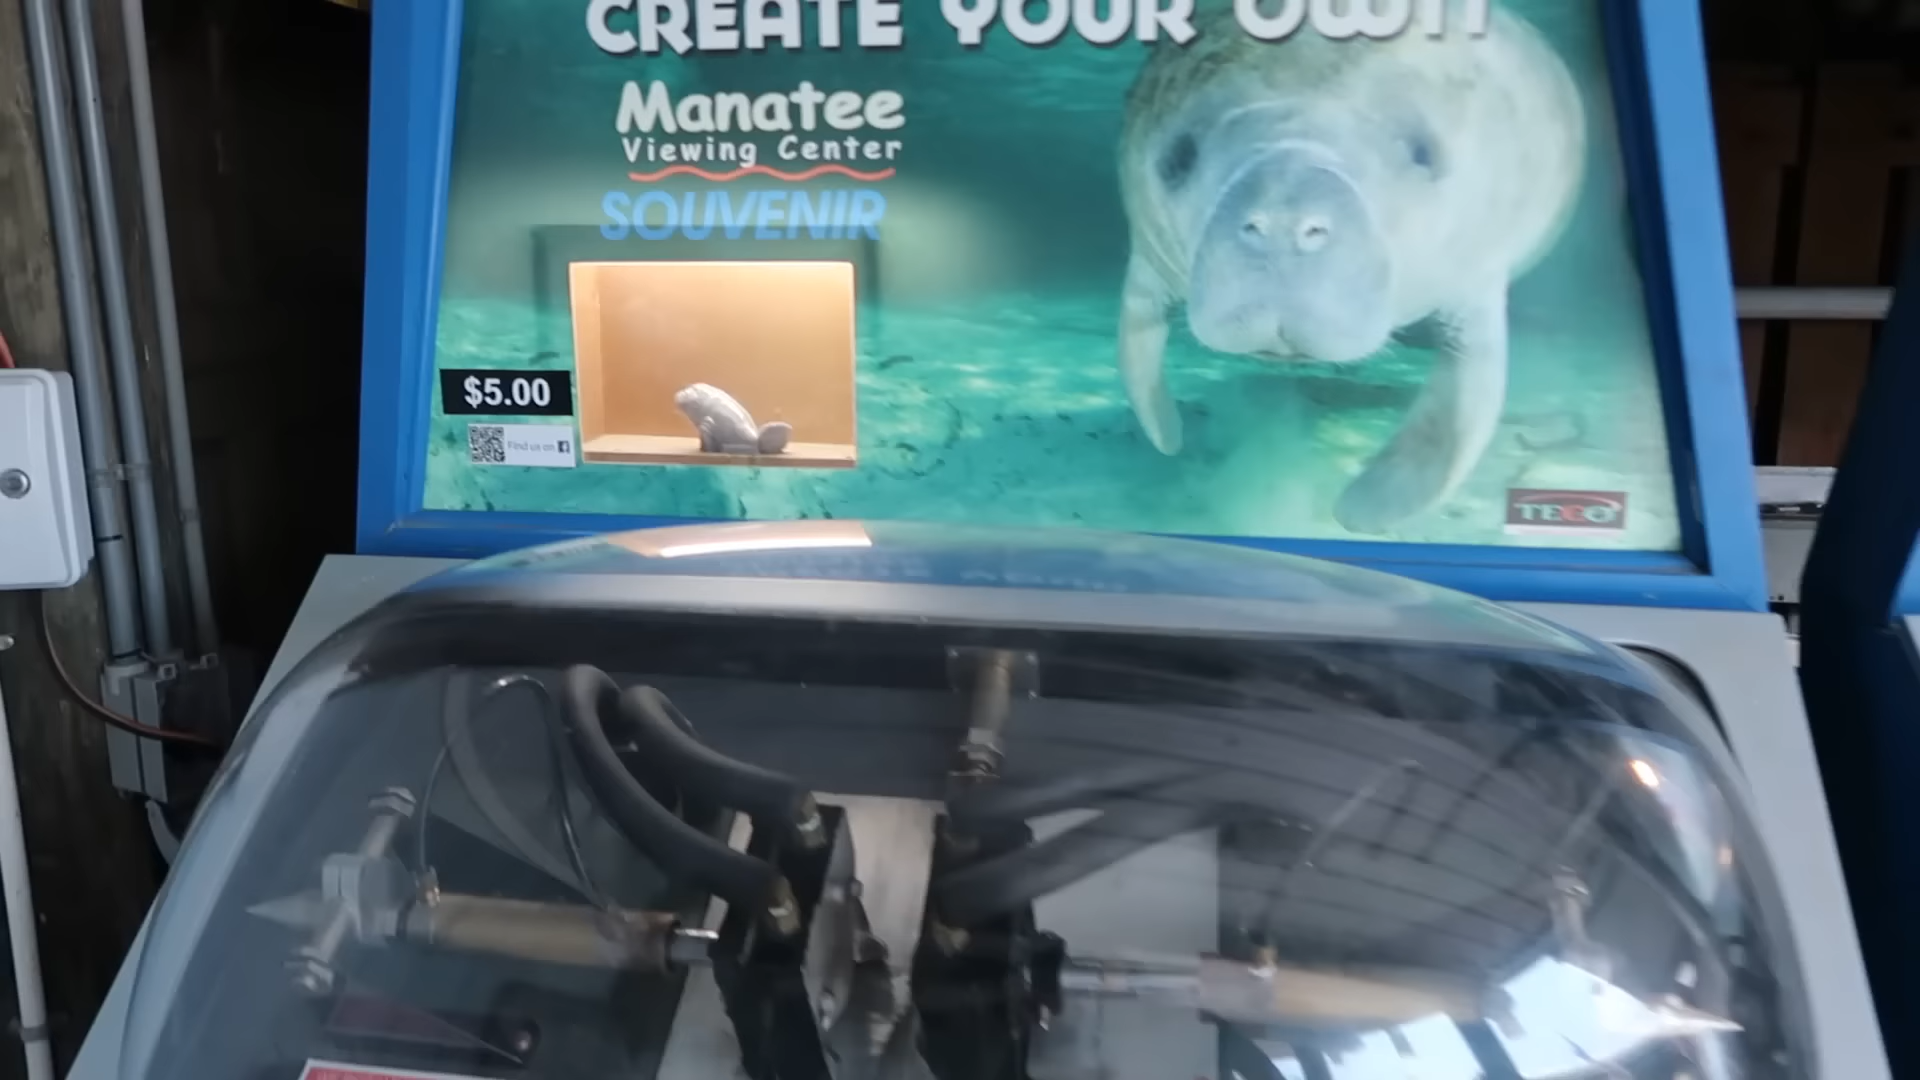 CREATE YOUR OWN
Manatee
Viewing Center
SOUVENIR
$5.00
Find us on
TECO